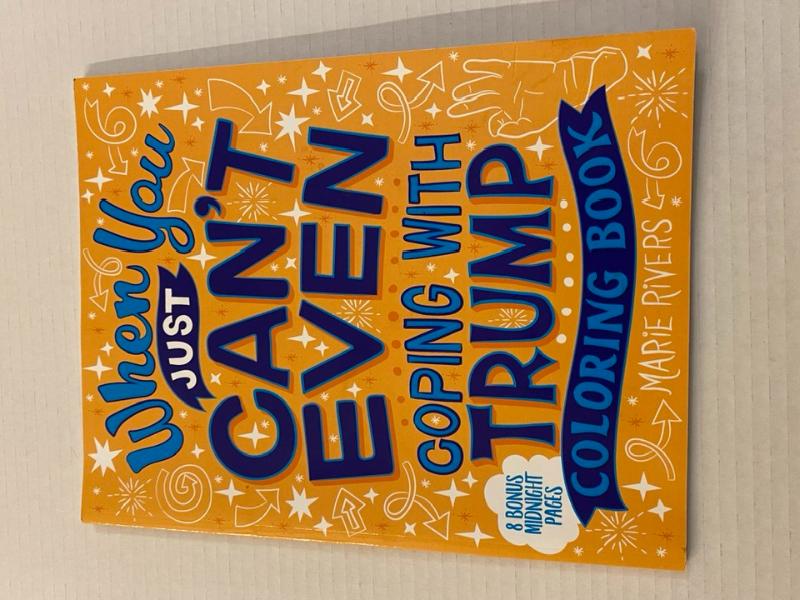 When You
JUST
CAN'T
EVEN
COPING WITH
TRUMP
COLORING BOOK
MARiE RiVERS
8 BONUS
MIDNIGHT
PAGES